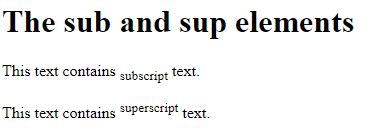 The sub and sup elements
This text contains subscript text.
This text contains superscript text.